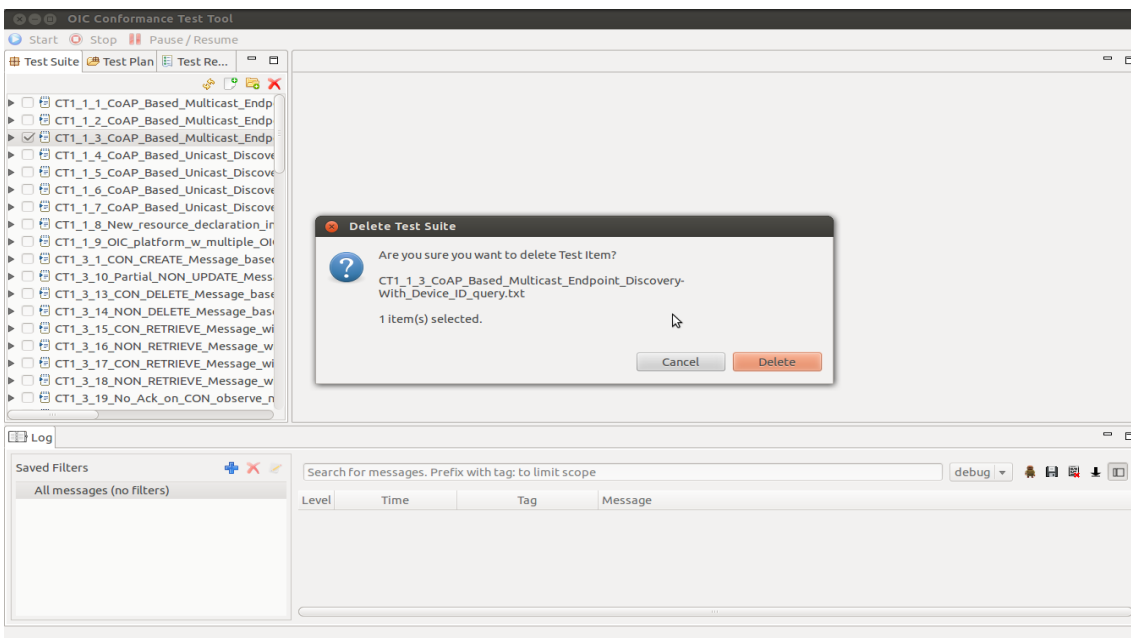 OIC Conformance Test Tool
Start Stop Pause / Resume
Test Suite Test Plan Test Re...
CT1_1_1_CoAP_Based_Multicast_Endp
CT1_1_2_CoAP_Based_Multicast_Endp
CT1_1_3_CoAP_Based_Multicast_Endp
CT1_1_4_CoAP_Based_Unicast_Discove
CT1_1_5_CoAP_Based_Unicast_Discove
CT1_1_6_CoAP_Based_Unicast_Discove
CT1_1_7_CoAP_Based_Unicast_Discove
CT1_1_8_New_resource_declaration_in
CT1_1_9_OIC_platform_w_multiple_OI
CT1_3_1_CON_CREATE_Message_based
CT1_3_10_Partial_NON_UPDATE_Mess
CT1_3_13_CON_DELETE_Message_base
CT1_3_14_NON_DELETE_Message_bas
CT1_3_15_CON_RETRIEVE_Message_wi
CT1_3_16_NON_RETRIEVE_Message_w
CT1_3_17_CON_RETRIEVE_Message_wi
CT1_3_18_NON_RETRIEVE_Message_w
CT1_3_19_No_Ack_on_CON_observe_n
Delete Test Suite
Are you sure you want to delete Test Item?
CT1_1_3_CoAP_Based_Multicast_Endpoint_Discovery-
With_Device_ID_query.txt
1 item(s) selected.
Cancel Delete
Log
Saved Filters
All messages (no filters)
Search for messages. Prefix with tag: to limit scope
debug
Level Time Tag Message